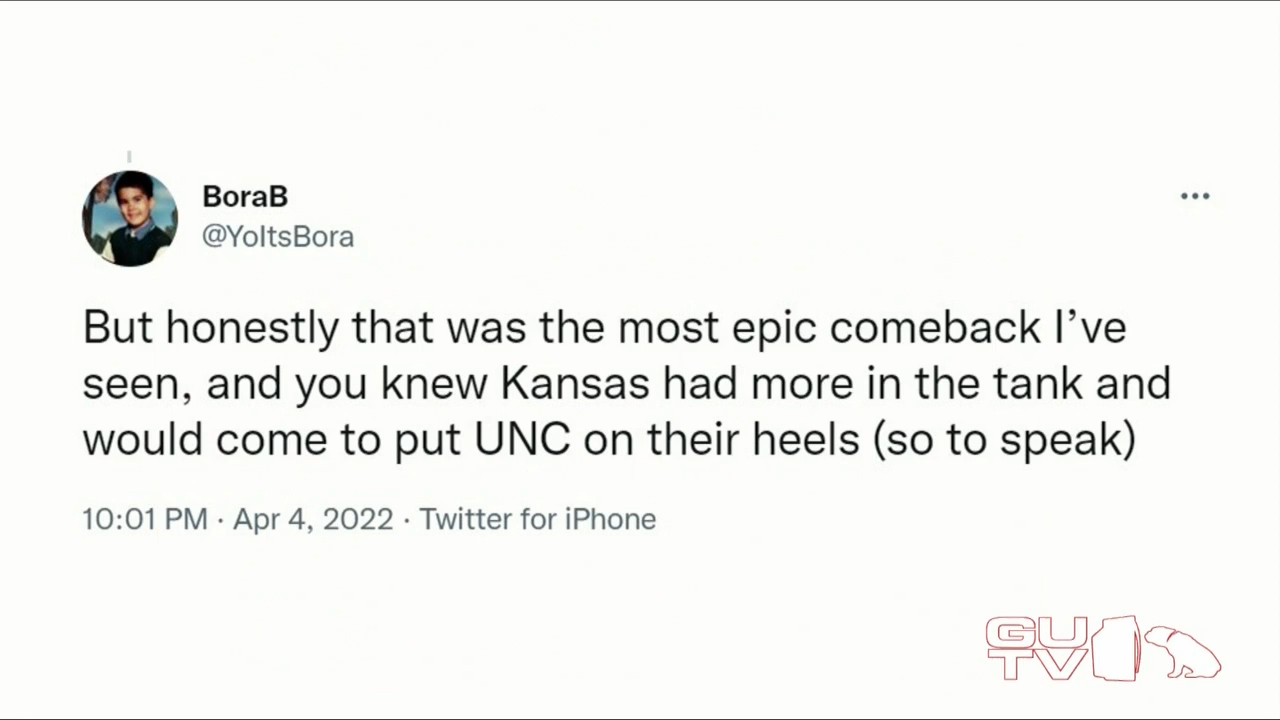 BoraB
@YoItsBora
But honestly that was the most epic comeback I’ve
seen, and you knew Kansas had more in the tank and
would come to put UNC on their heels (so to speak)
10:01 PM · Apr 4, 2022 · Twitter for iPhone
GU
TV